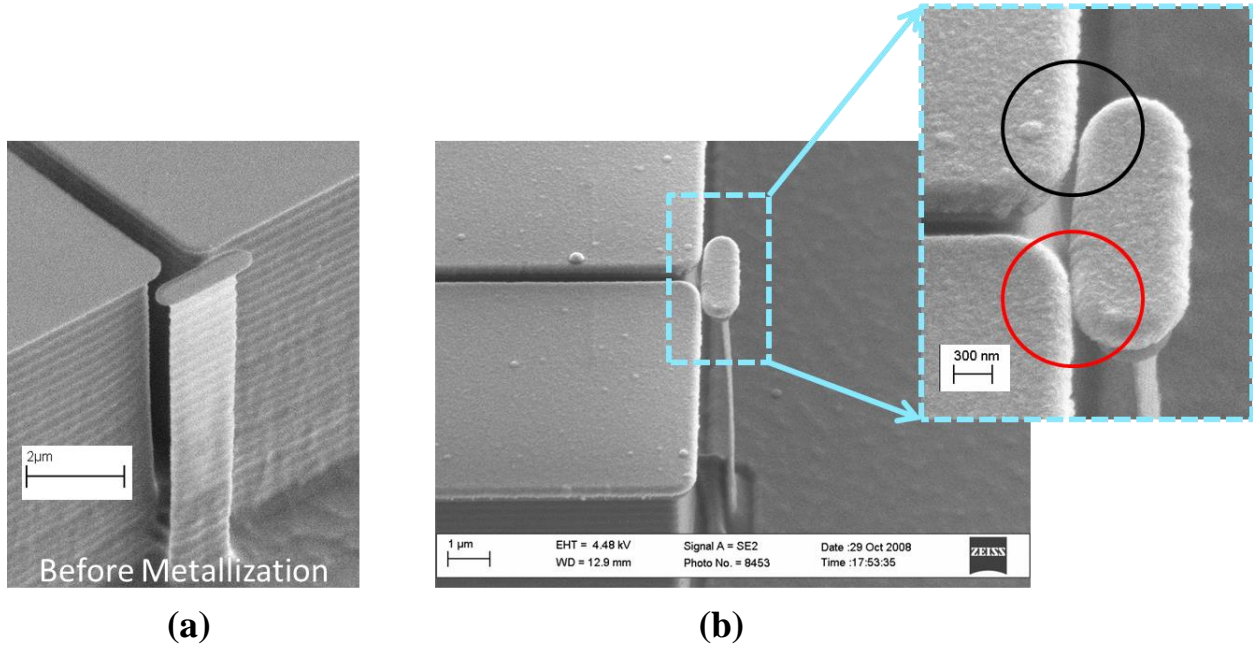 2µm
Before Metallization
(a)
300 nm
1 µm
EHT = 4.48 kV
Signal A = SE2
Date :29 Oct 2008
ZEISS
WD = 12.9 mm
Photo No. = 8453
Time :17:53:35
(b)